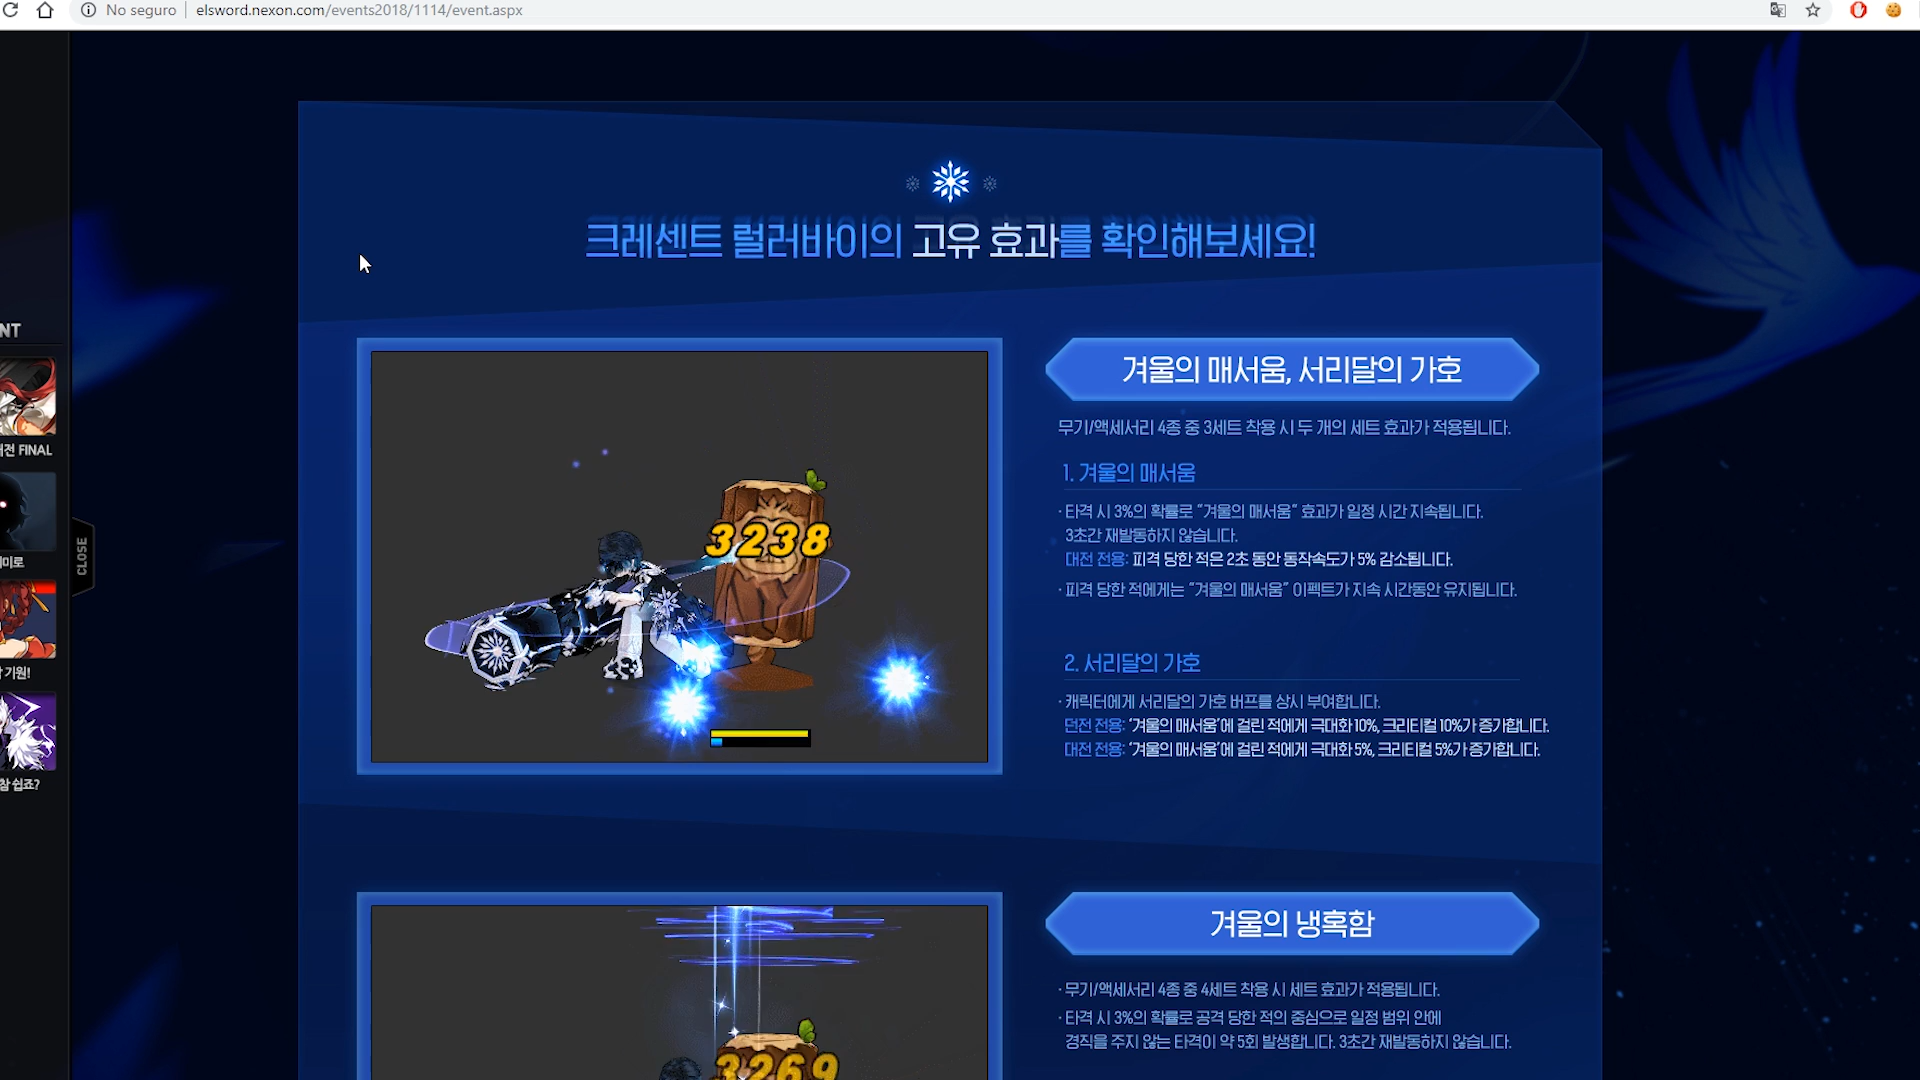 No seguro
elsword.nexon.com/events2018/1114/event.aspx
크레센트 럴러바이의 고유 효과를 확인해보세요!
NT
전 FINAL
미로
기원!
참 쉽죠?
CLOSE
3238
겨울의 매서움, 서리달의 가호
무기/액세서리 4종 중 3세트 착용 시 두 개의 세트 효과가 적용됩니다.
1. 겨울의 매서움
· 타격 시 3%의 확률로 "겨울의 매서움" 효과가 일정 시간 지속됩니다.
3초간 재발동하지 않습니다.
대전 전용: 피격 당한 적은 2초 동안 동작속도가 5% 감소됩니다.
· 피격 당한 적에게는 "겨울의 매서움" 이펙트가 지속 시간동안 유지됩니다.
2. 서리달의 가호
· 캐릭터에게 서리달의 가호 버프를 상시 부여합니다.
던전 전용: '겨울의 매서움'에 걸린 적에게 극대화 10%, 크리티컬 10%가 증가합니다.
대전 전용: '겨울의 매서움'에 걸린 적에게 극대화 5%, 크리티컬 5%가 증가합니다.
3269
겨울의 냉혹함
· 무기/액세서리 4종 중 4세트 착용 시 세트 효과가 적용됩니다.
· 타격 시 3%의 확률로 공격 당한 적의 중심으로 일정 범위 안에
경직을 주지 않는 타격이 약 5회 발생합니다. 3초간 재발동하지 않습니다.